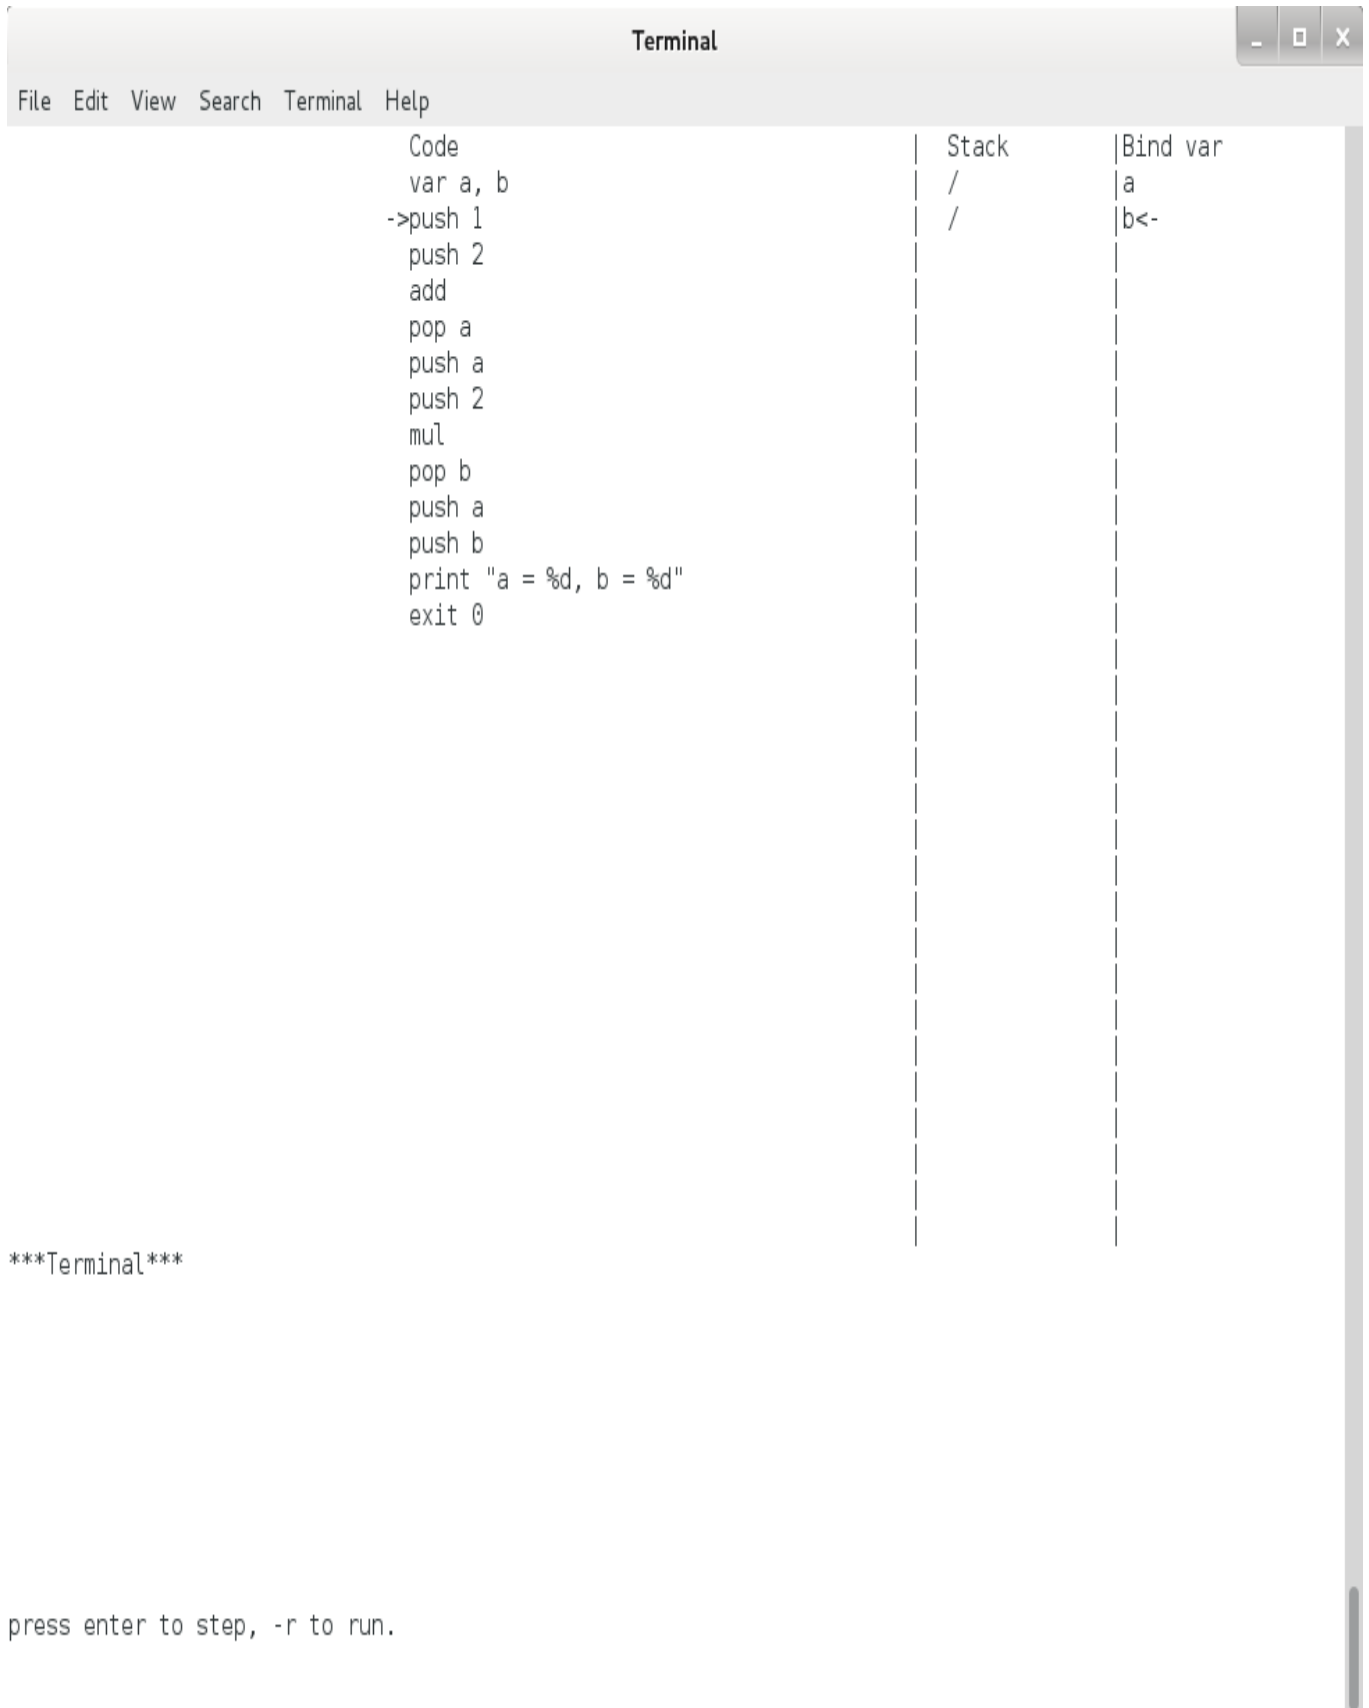 Terminal
File Edit View Search Terminal Help
Code | Stack |Bind var
var a, b | / |a
->push 1 | / |b<-
push 2 | |
add | |
pop a | |
push a | |
push 2 | |
mul | |
pop b | |
push a | |
push b | |
print "a = %d, b = %d" | |
exit 0 | |
***Terminal***
press enter to step, -r to run.